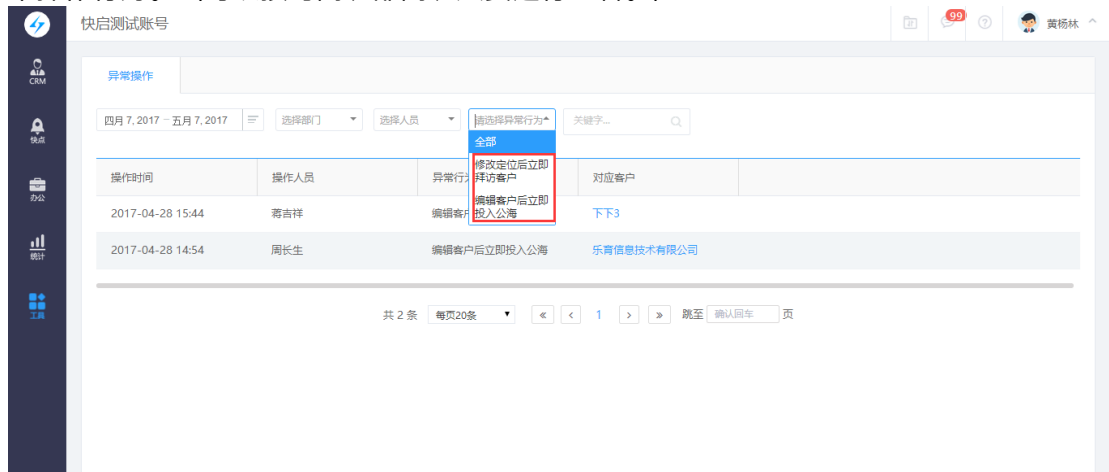 快启测试账号
99
黄杨林
CRM
快点
办公
统计
工具
异常操作
四月 7, 2017 ~ 五月 7, 2017
选择部门
选择人员
请选择异常行为
关键字...
全部
修改定位后立即
拜访客户
编辑客户后立即
投入公海
操作时间 操作人员 异常行 对应客户
2017-04-28 15:44 蒋吉祥 编辑客户 下下3
2017-04-28 14:54 周长生 编辑客户后立即投入公海 乐育信息技术有限公司
共 2 条 每页20条 « ‹ 1 › » 跳至 确认回车 页